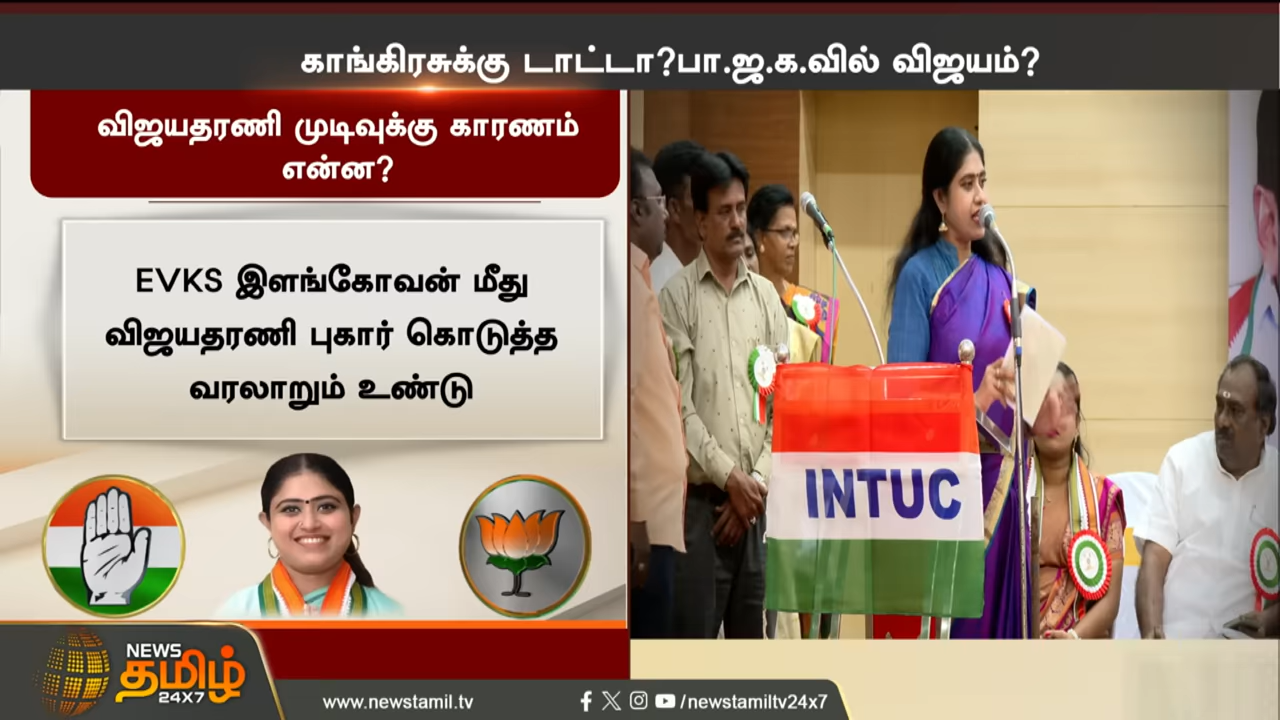 காங்கிரசுக்கு டாட்டா?பா.ஜ.க.வில் விஜயம்?
விஜயதரணி முடிவுக்கு காரணம்
என்ன?
EVKS இளங்கோவன் மீது
விஜயதரணி புகார் கொடுத்த
வரலாறும் உண்டு
INTUC
NEWS
தமிழ்
24X7
www.newstamil.tv
/newstamiltv24x7